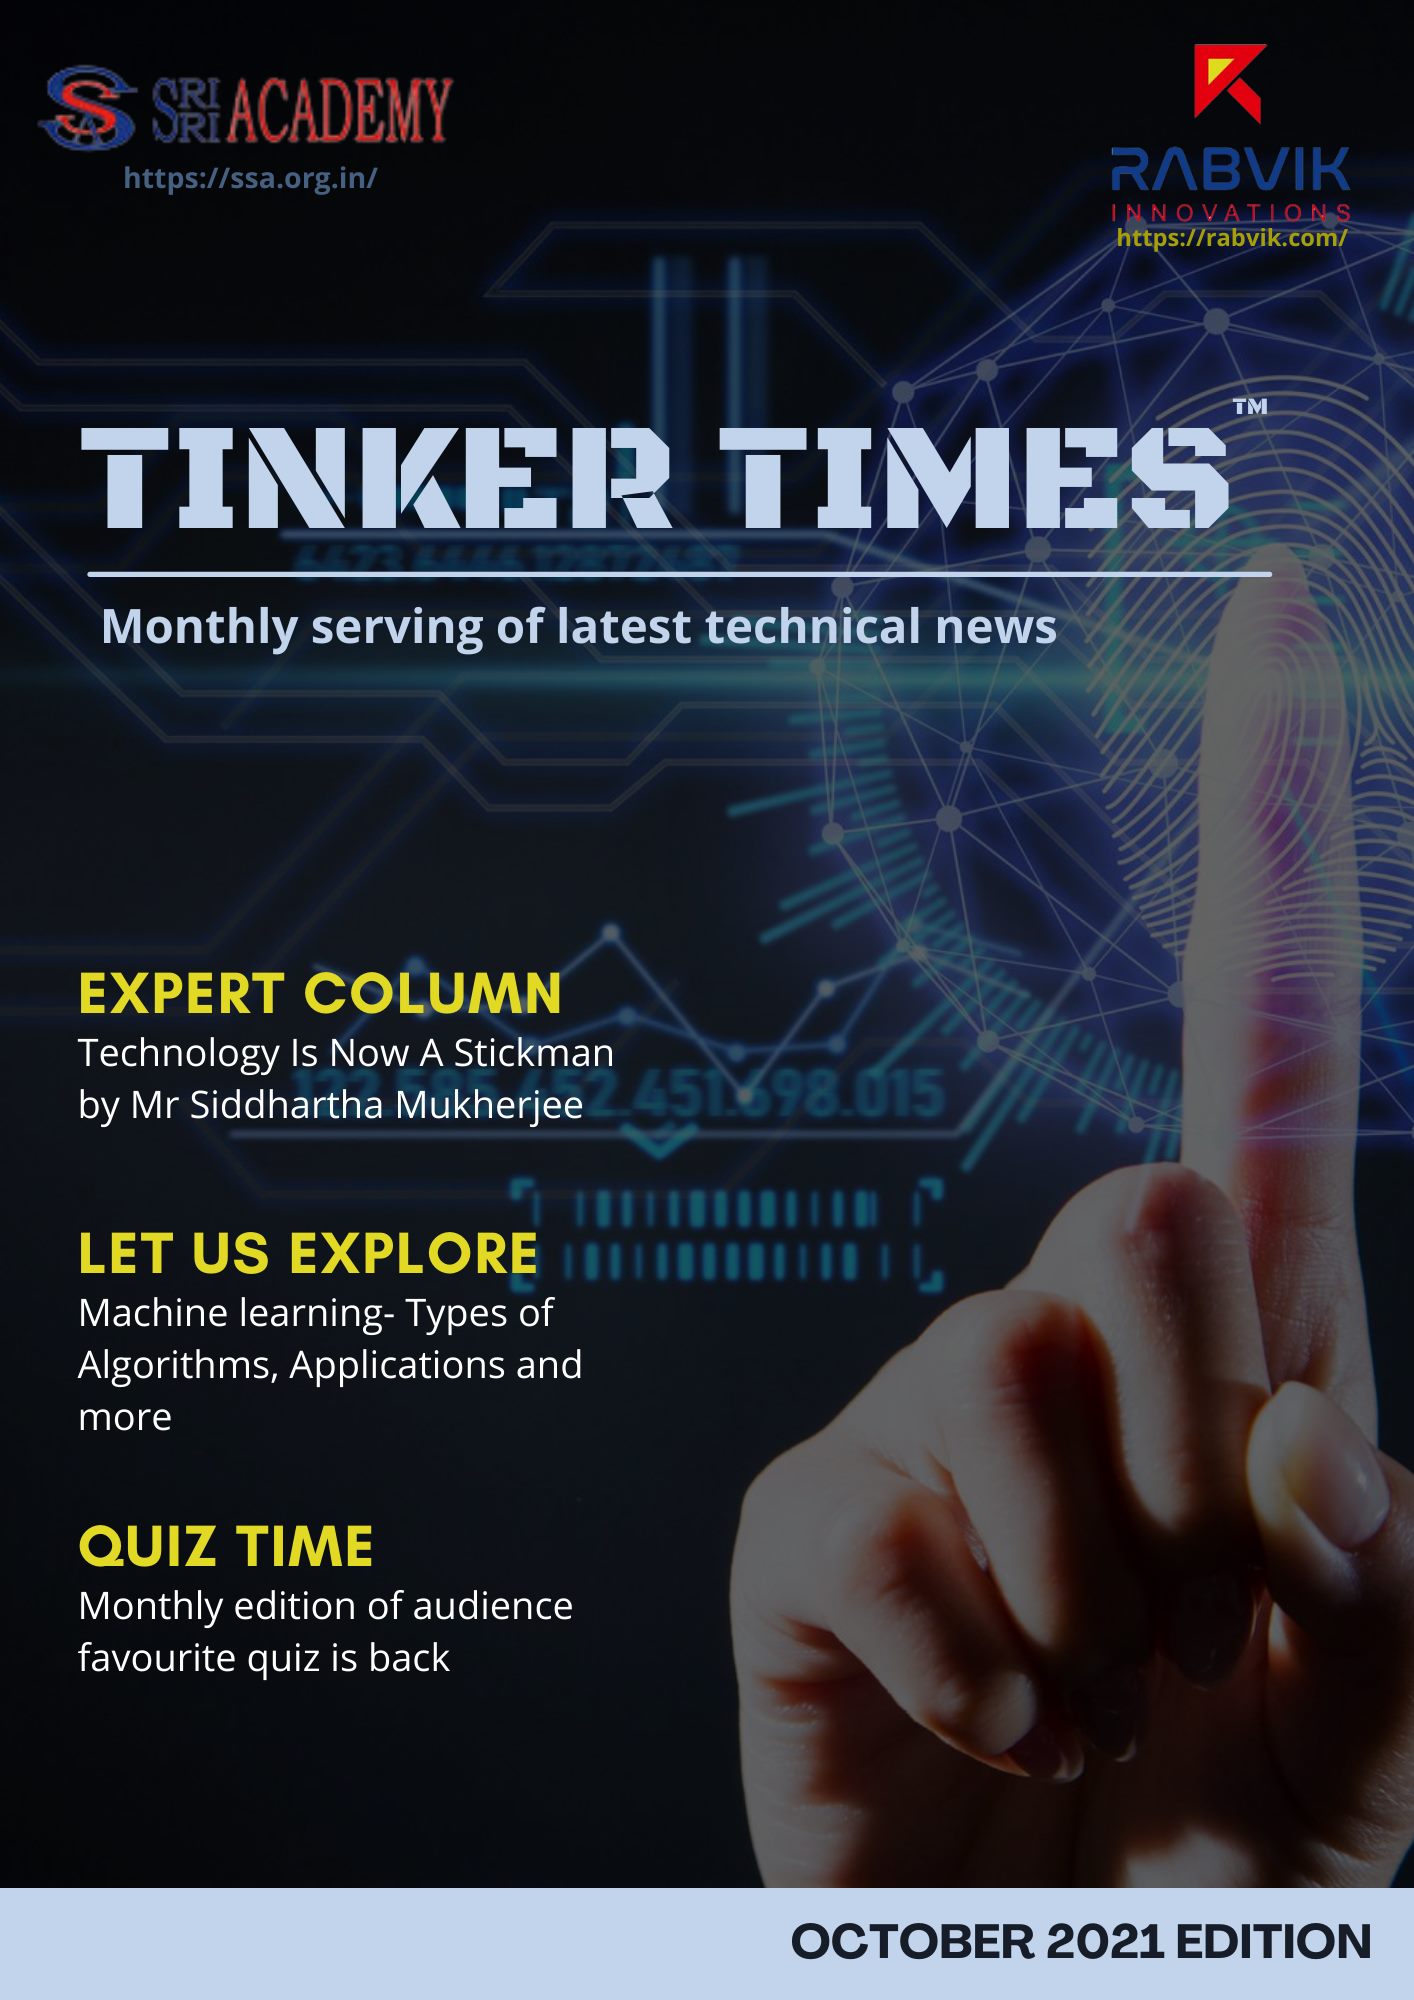 SRI SRI ACADEMY
https://ssa.org.in/
RABVIK
INNOVATIONS
https://rabvik.com/
TINKER TIMES™
Monthly serving of latest technical news
EXPERT COLUMN
Technology Is Now A Stickman
by Mr Siddhartha Mukherjee
LET US EXPLORE
Machine learning- Types of
Algorithms, Applications and
more
QUIZ TIME
Monthly edition of audience
favourite quiz is back
OCTOBER 2021 EDITION